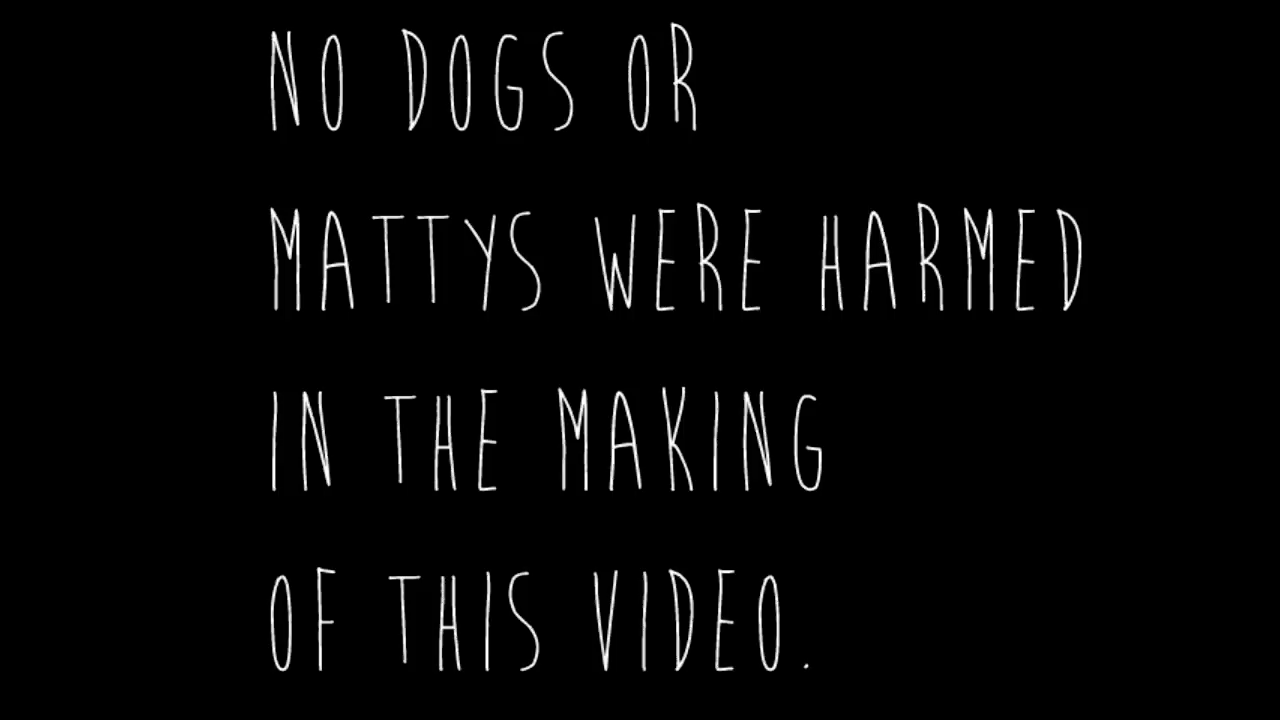 NO DOGS OR
MATTYS WERE HARMED
IN THE MAKING
OF THIS VIDEO.